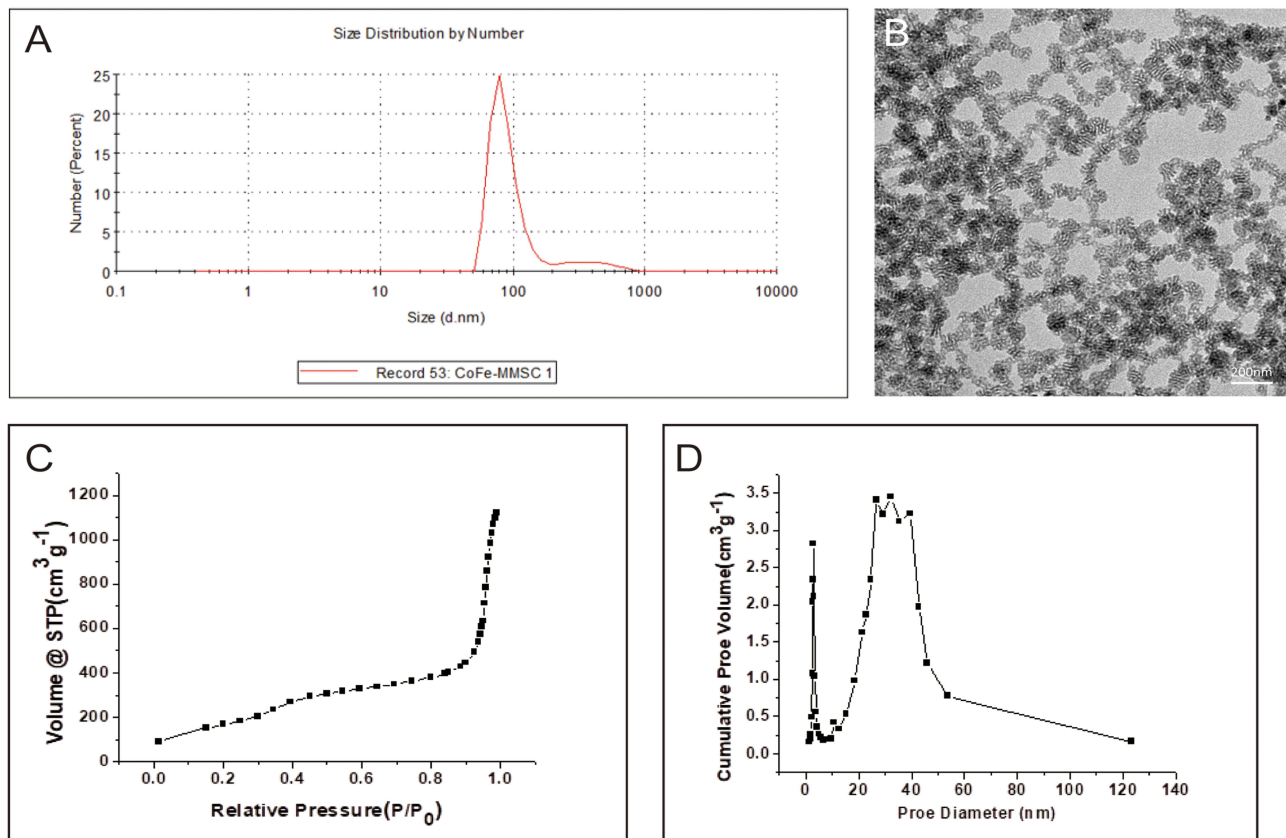 A
Size Distribution by Number
25
20
15
10
5
0
Number (Percent)
0.1 1 10 100 1000 10000
Size (d.nm)
Record 53: CoFe-MMSC 1
B
200nm
C
1200
1000
800
600
400
200
0
Volume @ STP(cm³g⁻¹)
0.0 0.2 0.4 0.6 0.8 1.0
Relative Pressure(P/P₀)
D
3.5
3.0
2.5
2.0
1.5
1.0
0.5
0.0
Cumulative Proe Volume(cm³g⁻¹)
0 20 40 60 80 100 120 140
Proe Diameter (nm)